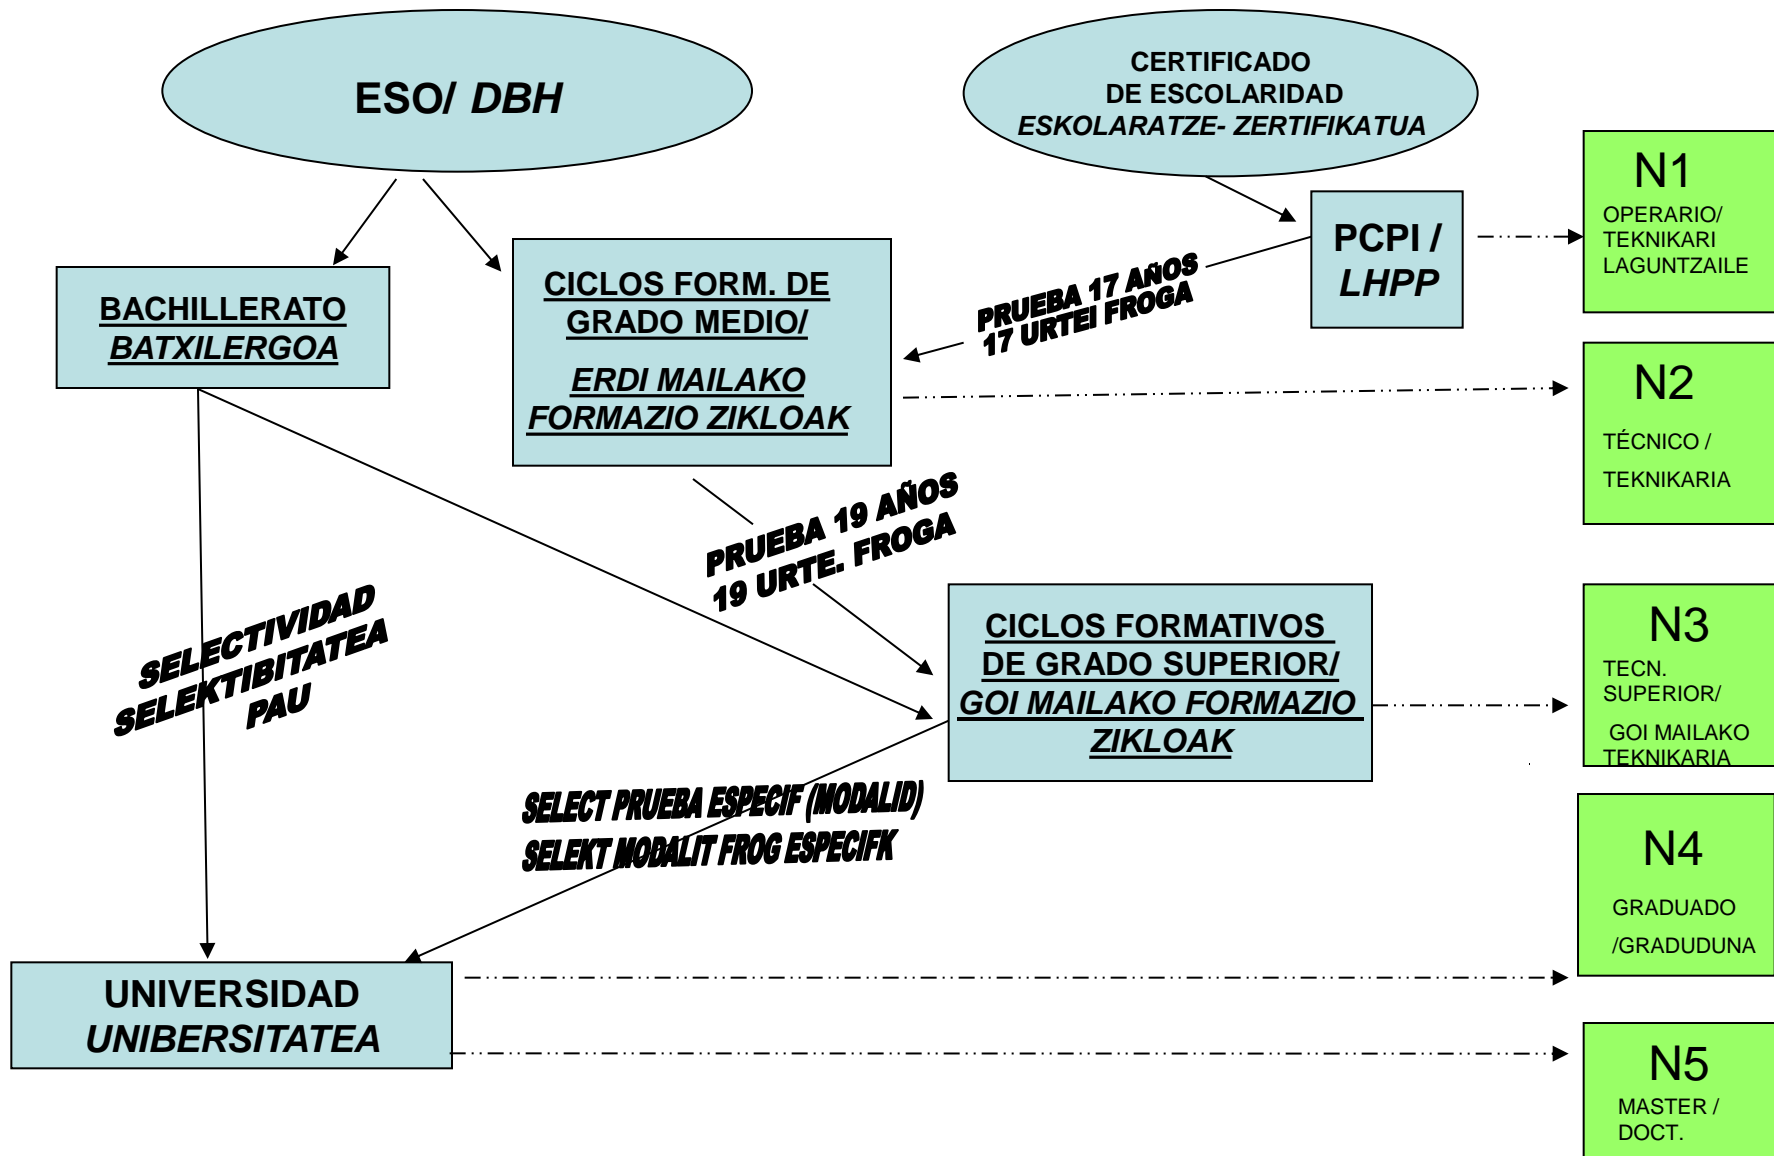 ESO/ DBH
CERTIFICADO
DE ESCOLARIDAD
ESKOLARATZE- ZERTIFIKATUA
N1
OPERARIO/
TEKNIKARI
LAGUNTZAILE
PCPI /
LHPP
BACHILLERATO
BATXILERGOA
CICLOS FORM. DE
GRADO MEDIO/
ERDI MAILAKO
FORMAZIO ZIKLOAK
PRUEBA 17 AÑOS
17 URTEI FROGA
N2
TÉCNICO /
TEKNIKARIA
PRUEBA 19 AÑOS
19 URTE. FROGA
SELECTIVIDAD
SELEKTIBITATEA
PAU
CICLOS FORMATIVOS
DE GRADO SUPERIOR/
GOI MAILAKO FORMAZIO
ZIKLOAK
N3
TECN.
SUPERIOR/
GOI MAILAKO
TEKNIKARIA
SELECT PRUEBA ESPECIF (MODALID)
SELEKT MODALIT FROG ESPECIFK
N4
GRADUADO
/GRADUDUNA
UNIVERSIDAD
UNIBERSITATEA
N5
MASTER /
DOCT.